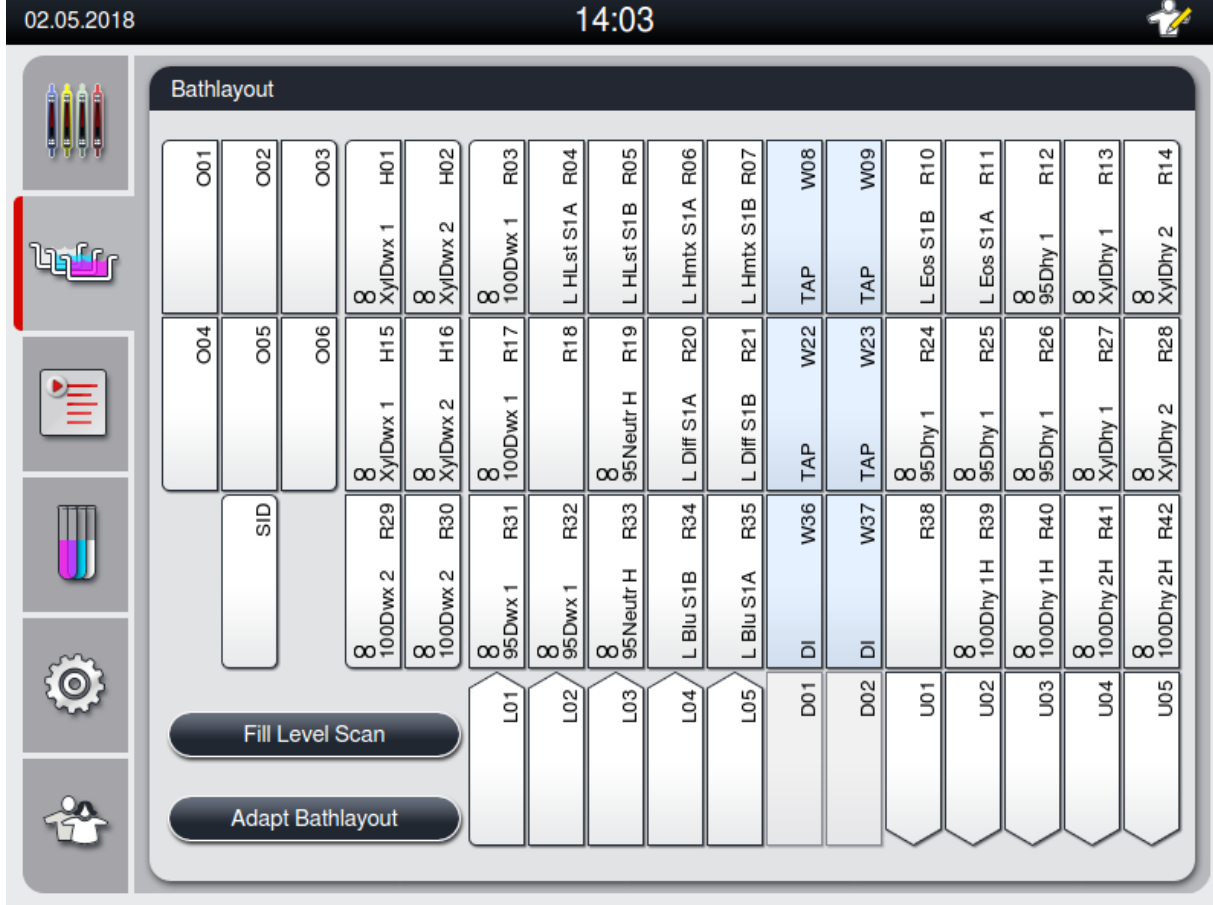 02.05.2018
14:03
Bathlayout
O01
O02
O03
∞ XylDwx 1 H01
∞ XylDwx 2 H02
∞ 100Dwx 1 R03
L HLst S1A R04
L HLst S1B R05
L Hmtx S1A R06
L Hmtx S1B R07
TAP W08
TAP W09
L Eos S1B R10
L Eos S1A R11
∞ 95Dhy 1 R12
∞ XylDhy 1 R13
∞ XylDhy 2 R14
O04
O05
O06
∞ XylDwx 1 H15
∞ XylDwx 2 H16
∞ 100Dwx 1 R17
R18
∞ 95Neutr H R19
L Diff S1A R20
L Diff S1B R21
TAP W22
TAP W23
∞ 95Dhy 1 R24
∞ 95Dhy 1 R25
∞ 95Dhy 1 R26
∞ XylDhy 1 R27
∞ XylDhy 2 R28
SID
∞ 100Dwx 2 R29
∞ 100Dwx 2 R30
∞ 95Dwx 1 R31
∞ 95Dwx 1 R32
∞ 95Neutr H R33
L Blu S1B R34
L Blu S1A R35
DI W36
DI W37
R38
∞ 100Dhy 1H R39
∞ 100Dhy 1H R40
∞ 100Dhy 2H R41
∞ 100Dhy 2H R42
L01
L02
L03
L04
L05
D01
D02
U01
U02
U03
U04
U05
Fill Level Scan
Adapt Bathlayout